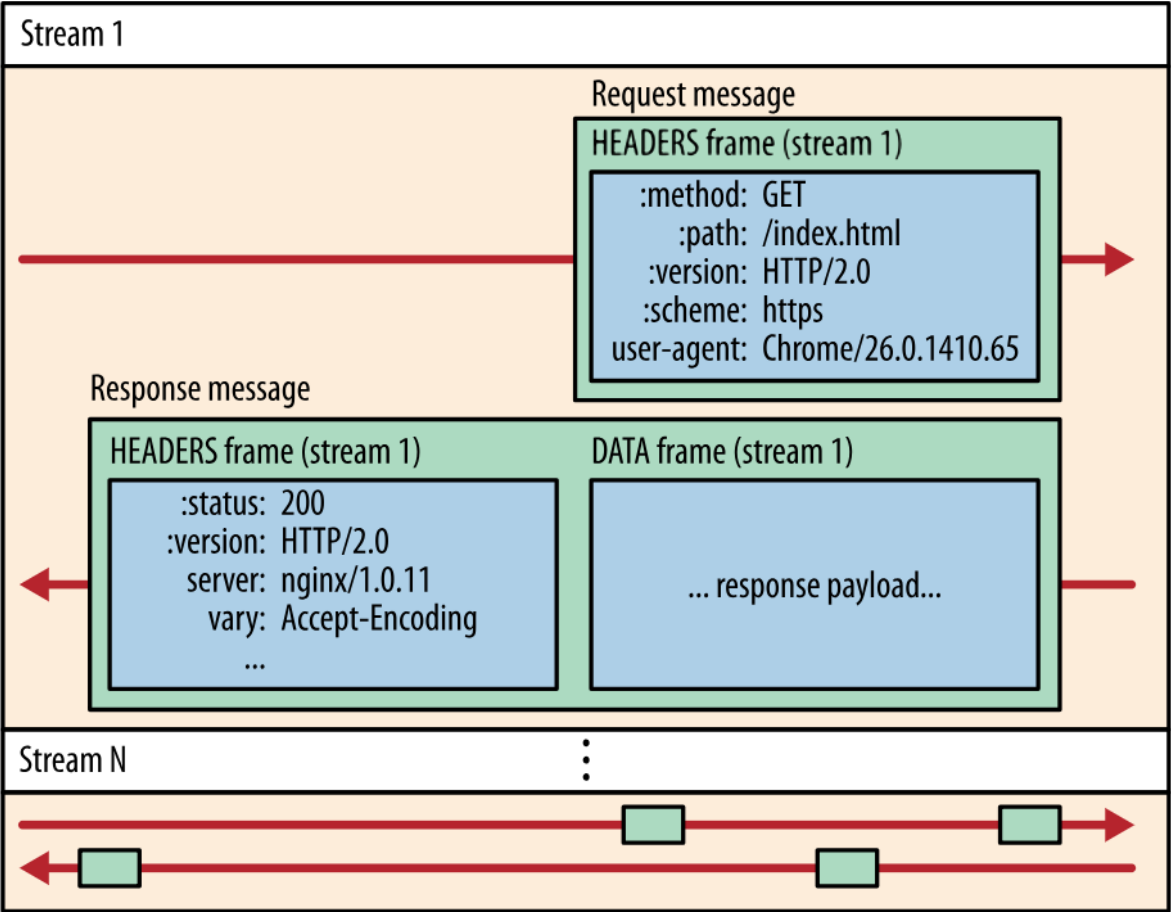 Stream 1
Request message
HEADERS frame (stream 1)
:method: GET
:path: /index.html
:version: HTTP/2.0
:scheme: https
user-agent: Chrome/26.0.1410.65
Response message
HEADERS frame (stream 1)
:status: 200
:version: HTTP/2.0
server: nginx/1.0.11
vary: Accept-Encoding
...
DATA frame (stream 1)
... response payload...
Stream N